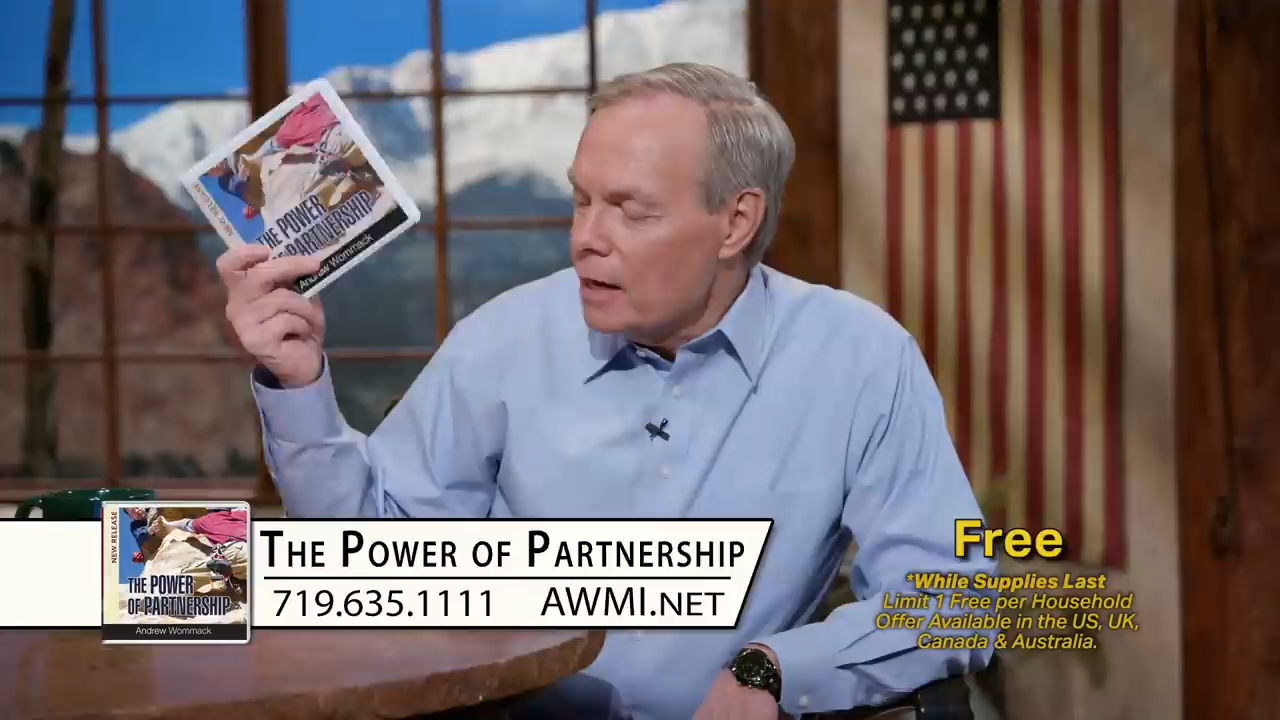 NEW RELEASE
THE POWER
OF PARTNERSHIP
Andrew Wommack
NEW RELEASE
THE POWER
OF PARTNERSHIP
Andrew Wommack
THE POWER OF PARTNERSHIP
719.635.1111 AWMI.NET
Free
*While Supplies Last
Limit 1 Free per Household
Offer Available in the US, UK,
Canada & Australia.